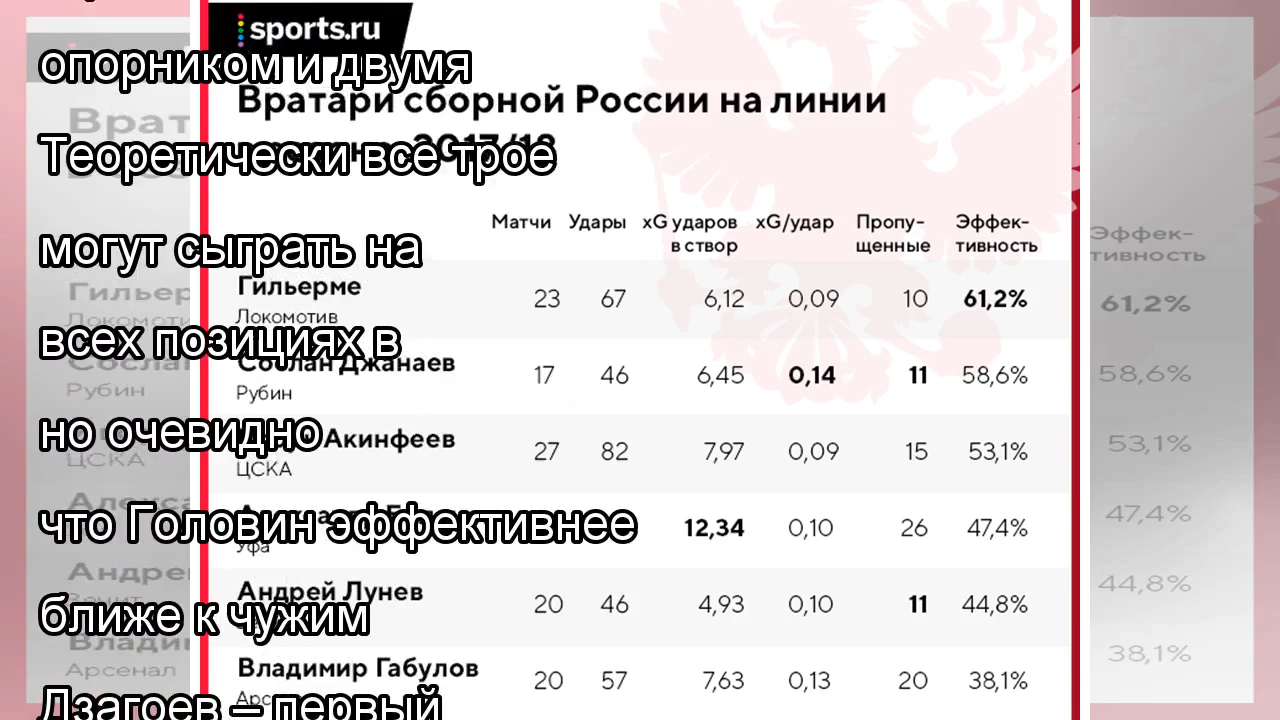 sports.ru
опорником и двумя
Вратари сборной России на линии
Теоретически все трое
Матчи Удары xG ударов в створ xG/удар Пропу-щенные Эффек-тивность
могут сыграть на
Гильерме 23 67 6,12 0,09 10 61,2%
Локомотив
всех позициях в
Сослан Джанаев 17 46 6,45 0,14 11 58,6%
Рубин
но очевидно
Акинфеев 27 82 7,97 0,09 15 53,1%
ЦСКА
что Головин эффективнее
12,34 0,10 26 47,4%
Уфа
Андрей Лунев 20 46 4,93 0,10 11 44,8%
ближе к чужим
Владимир Габулов 20 57 7,63 0,13 20 38,1%
Арсенал
Дзагоев – первый